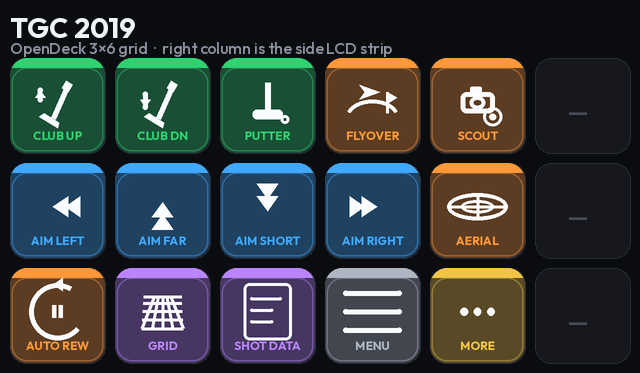 TGC 2019
OpenDeck 3×6 grid · right column is the side LCD strip
CLUB UP CLUB DN PUTTER FLYOVER SCOUT —
AIM LEFT AIM FAR AIM SHORT AIM RIGHT AERIAL —
AUTO REW GRID SHOT DATA MENU MORE —